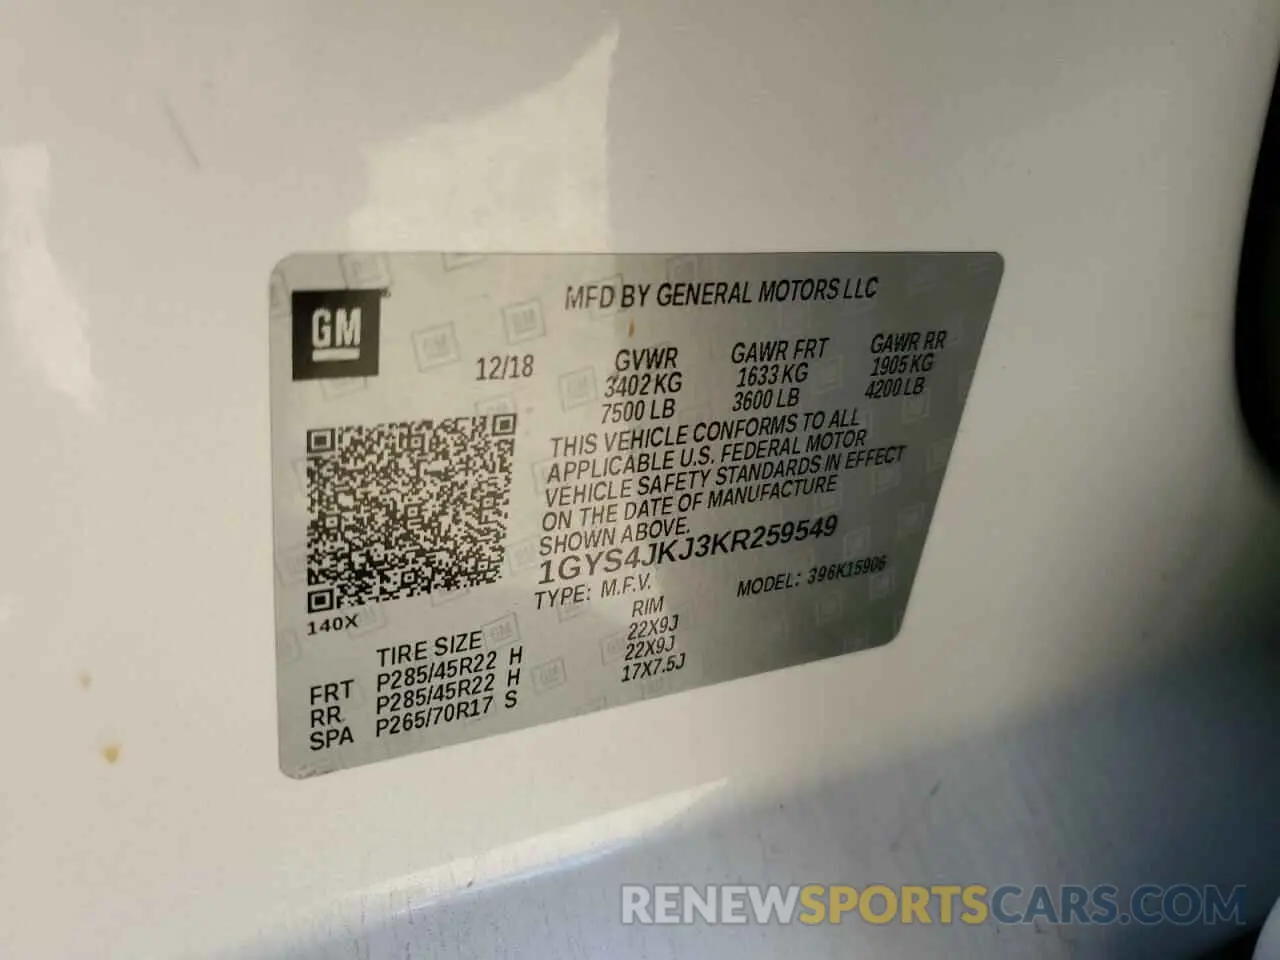 GM
MFD BY GENERAL MOTORS LLC
12/18 GVWR GAWR FRT GAWR RR
3402 KG 1633 KG 1905 KG
7500 LB 3600 LB 4200 LB
THIS VEHICLE CONFORMS TO ALL
APPLICABLE U.S. FEDERAL MOTOR
VEHICLE SAFETY STANDARDS IN EFFECT
ON THE DATE OF MANUFACTURE
SHOWN ABOVE.
1GYS4JKJ3KR259549
TYPE: M.F.V. MODEL: 396K15906
140X
TIRE SIZE RIM
FRT P285/45R22 H 22X9J
RR P285/45R22 H 22X9J
SPA P265/70R17 S 17X7.5J
RENEWSPORTSCARS.COM